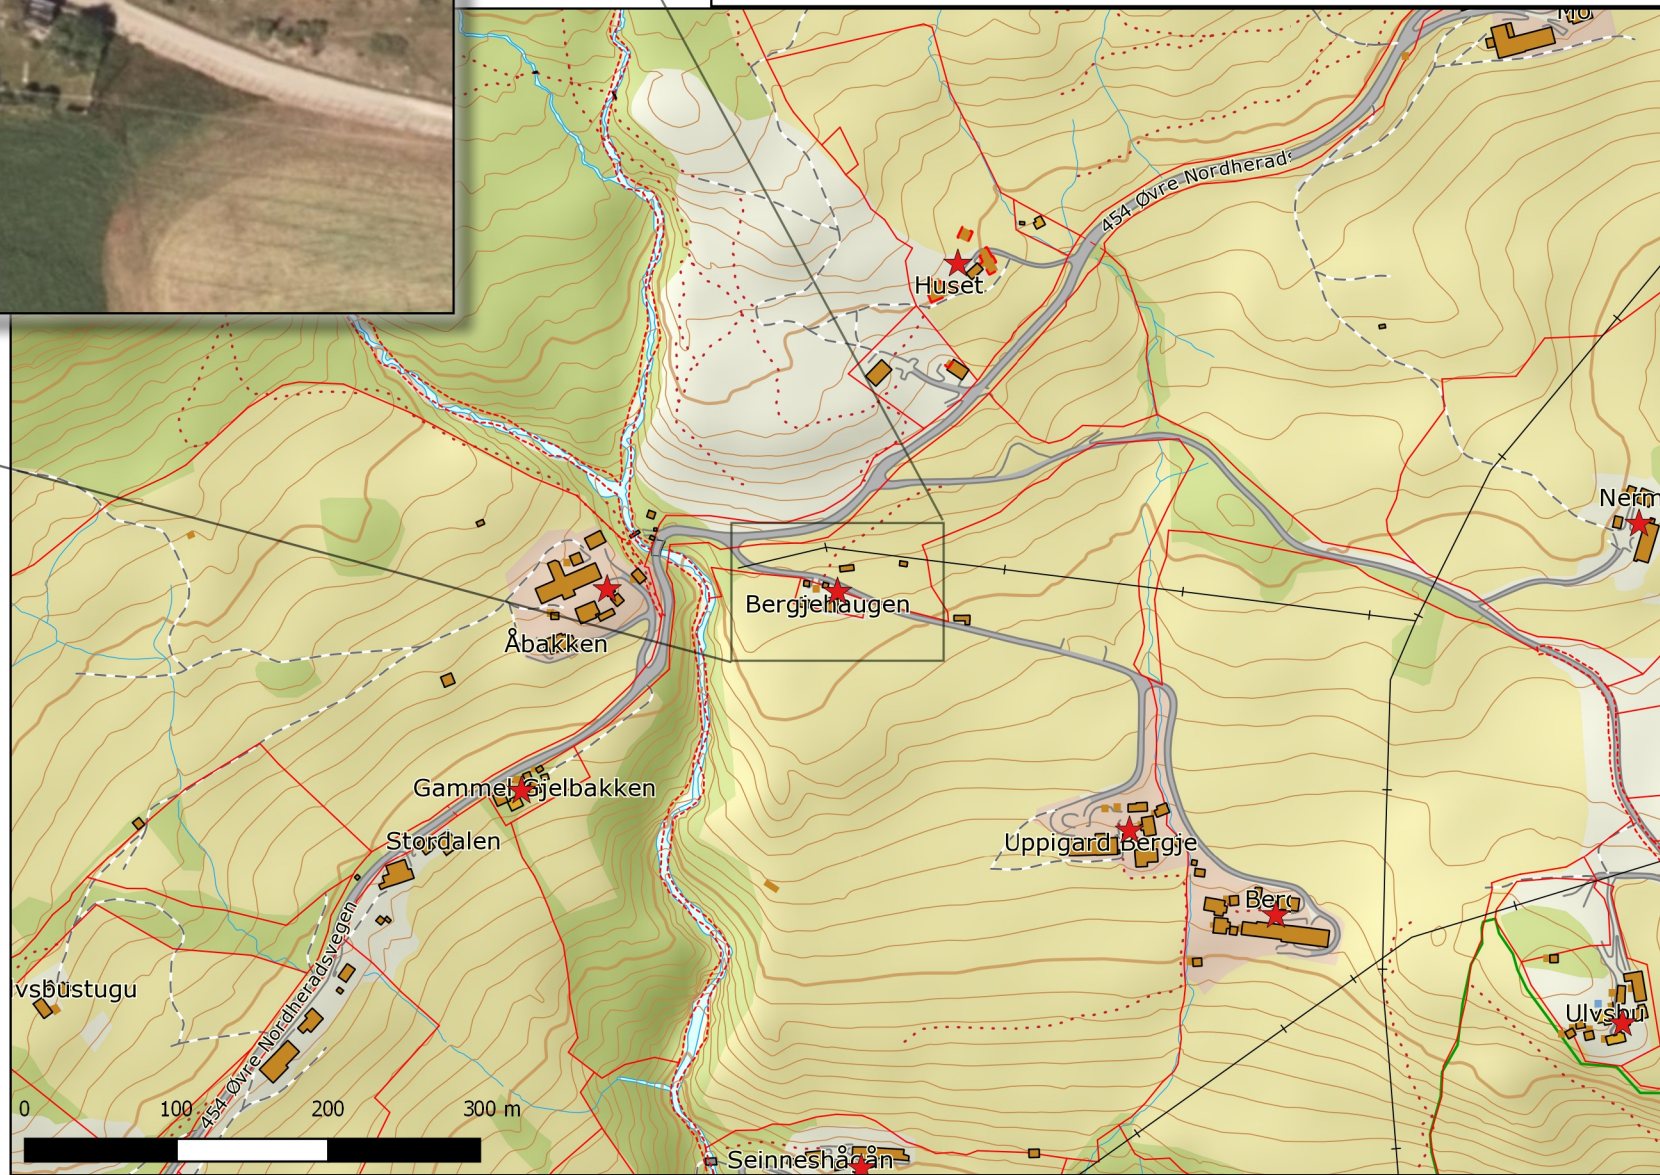 Mo
454 Øvre Nordherads
Huset
Nerm
Bergjehaugen
Åbakken
Gammel Gjelbakken
Stordalen
Uppigard Bergje
Berg
vsbustugu
Ulvsbu
454 Øvre Nordheradsvegen
0 100 200 300 m
Seinneshågån